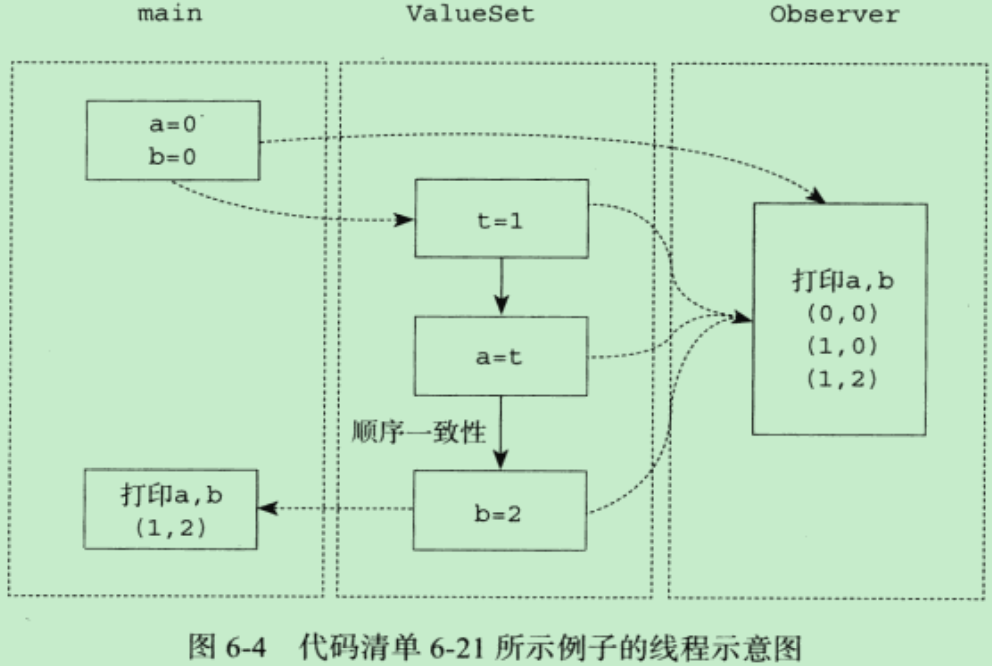 main ValueSet Observer
a=0
b=0
t=1
打印a,b
(0,0)
(1,0)
(1,2)
a=t
顺序一致性
打印a,b
(1,2)
b=2
图 6-4 代码清单 6-21 所示例子的线程示意图